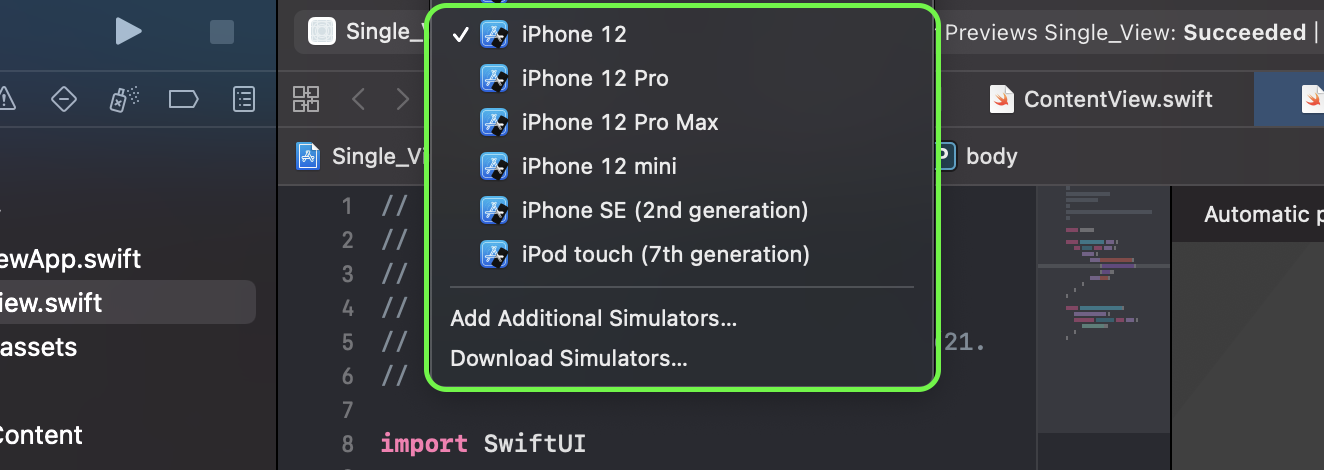 Single_V
Previews Single_View: Succeeded |
iPhone 12
iPhone 12 Pro
iPhone 12 Pro Max
iPhone 12 mini
iPhone SE (2nd generation)
iPod touch (7th generation)
Add Additional Simulators...
Download Simulators...
ContentView.swift
Single_Vi
P body
ewApp.swift
iew.swift
assets
Content
1 //
2 //
3 //
4 //
5 // 21.
6 //
7
8 import SwiftUI
Automatic p